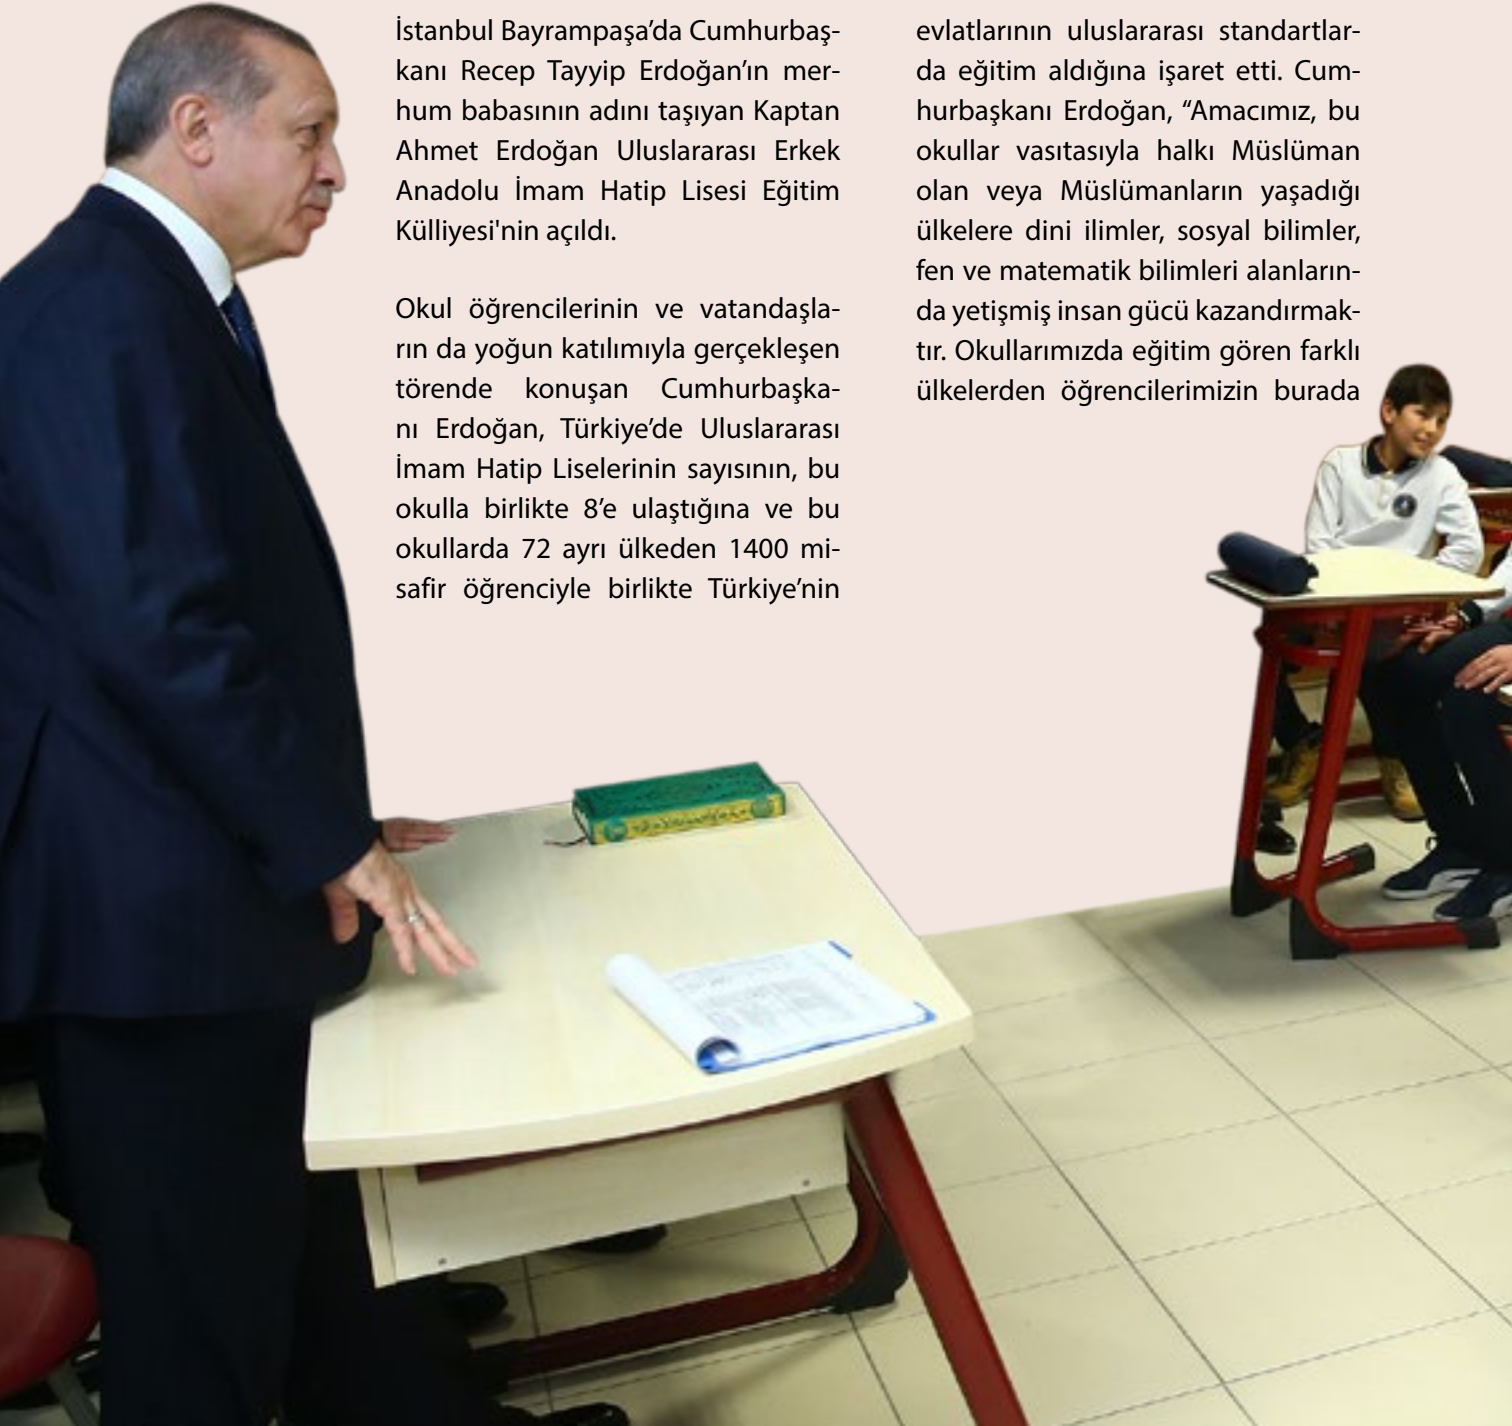 İstanbul Bayrampaşa’da Cumhurbaş-
kanı Recep Tayyip Erdoğan’ın mer-
hum babasının adını taşıyan Kaptan
Ahmet Erdoğan Uluslararası Erkek
Anadolu İmam Hatip Lisesi Eğitim
Külliyesi'nin açıldı.
Okul öğrencilerinin ve vatandaşla-
rın da yoğun katılımıyla gerçekleşen
törende konuşan Cumhurbaşka-
nı Erdoğan, Türkiye’de Uluslararası
İmam Hatip Liselerinin sayısının, bu
okulla birlikte 8’e ulaştığına ve bu
okullarda 72 ayrı ülkeden 1400 mi-
safir öğrenciyle birlikte Türkiye’nin
evlatlarının uluslararası standartlar-
da eğitim aldığına işaret etti. Cum-
hurbaşkanı Erdoğan, “Amacımız, bu
okullar vasıtasıyla halkı Müslüman
olan veya Müslümanların yaşadığı
ülkelere dini ilimler, sosyal bilimler,
fen ve matematik bilimleri alanların-
da yetişmiş insan gücü kazandırmak-
tır. Okullarımızda eğitim gören farklı
ülkelerden öğrencilerimizin burada